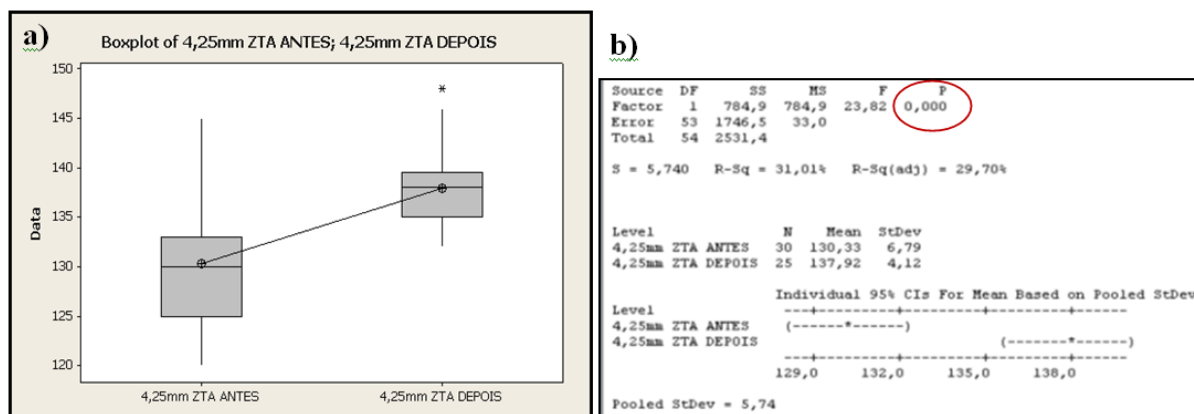 a)
Boxplot of 4,25mm ZTA ANTES; 4,25mm ZTA DEPOIS
150
145
140
135
130
125
120
Data
4,25mm ZTA ANTES 4,25mm ZTA DEPOIS
b)
Source DF SS MS F P
Factor 1 784,9 784,9 23,82 0,000
Error 53 1746,5 33,0
Total 54 2531,4
S = 5,740 R-Sq = 31,01% R-Sq(adj) = 29,70%
Level N Mean StDev
4,25mm ZTA ANTES 30 130,33 6,79
4,25mm ZTA DEPOIS 25 137,92 4,12
Individual 95% CIs For Mean Based on Pooled StDev
Level ---+---------+---------+---------+------
4,25mm ZTA ANTES (------*------)
4,25mm ZTA DEPOIS (-------*------)
---+---------+---------+---------+------
129,0 132,0 135,0 138,0
Pooled StDev = 5,74